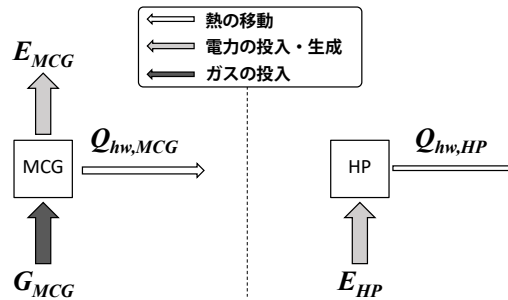 熱の移動
電力の投入・生成
ガスの投入
E_MCG
MCG
Q_hw,MCG
G_MCG
Q_hw,HP
HP
E_HP